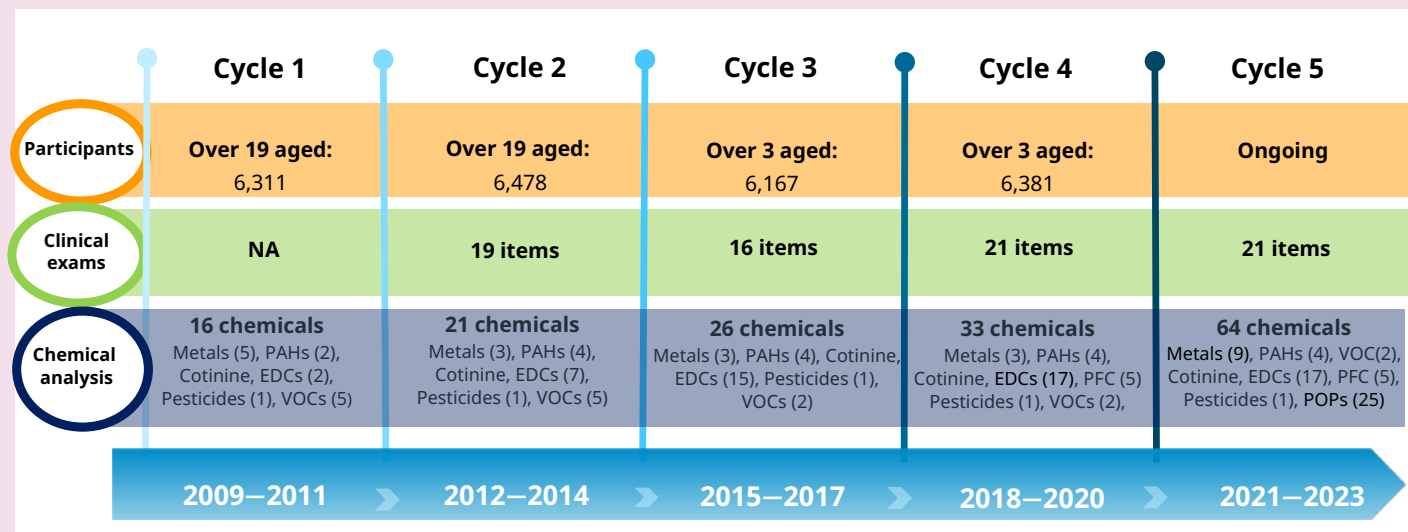 Cycle 1
Cycle 2
Cycle 3
Cycle 4
Cycle 5
Participants
Over 19 aged:
6,311
Over 19 aged:
6,478
Over 3 aged:
6,167
Over 3 aged:
6,381
Ongoing
Clinical
exams
NA
19 items
16 items
21 items
21 items
Chemical
analysis
16 chemicals
Metals (5), PAHs (2),
Cotinine, EDCs (2),
Pesticides (1), VOCs (5)
21 chemicals
Metals (3), PAHs (4),
Cotinine, EDCs (7),
Pesticides (1), VOCs (5)
26 chemicals
Metals (3), PAHs (4), Cotinine,
EDCs (15), Pesticides (1),
VOCs (2)
33 chemicals
Metals (3), PAHs (4),
Cotinine, EDCs (17), PFC (5)
Pesticides (1), VOCs (2),
64 chemicals
Metals (9), PAHs (4), VOC(2),
Cotinine, EDCs (17), PFC (5),
Pesticides (1), POPs (25)
2009—2011
2012—2014
2015—2017
2018—2020
2021—2023